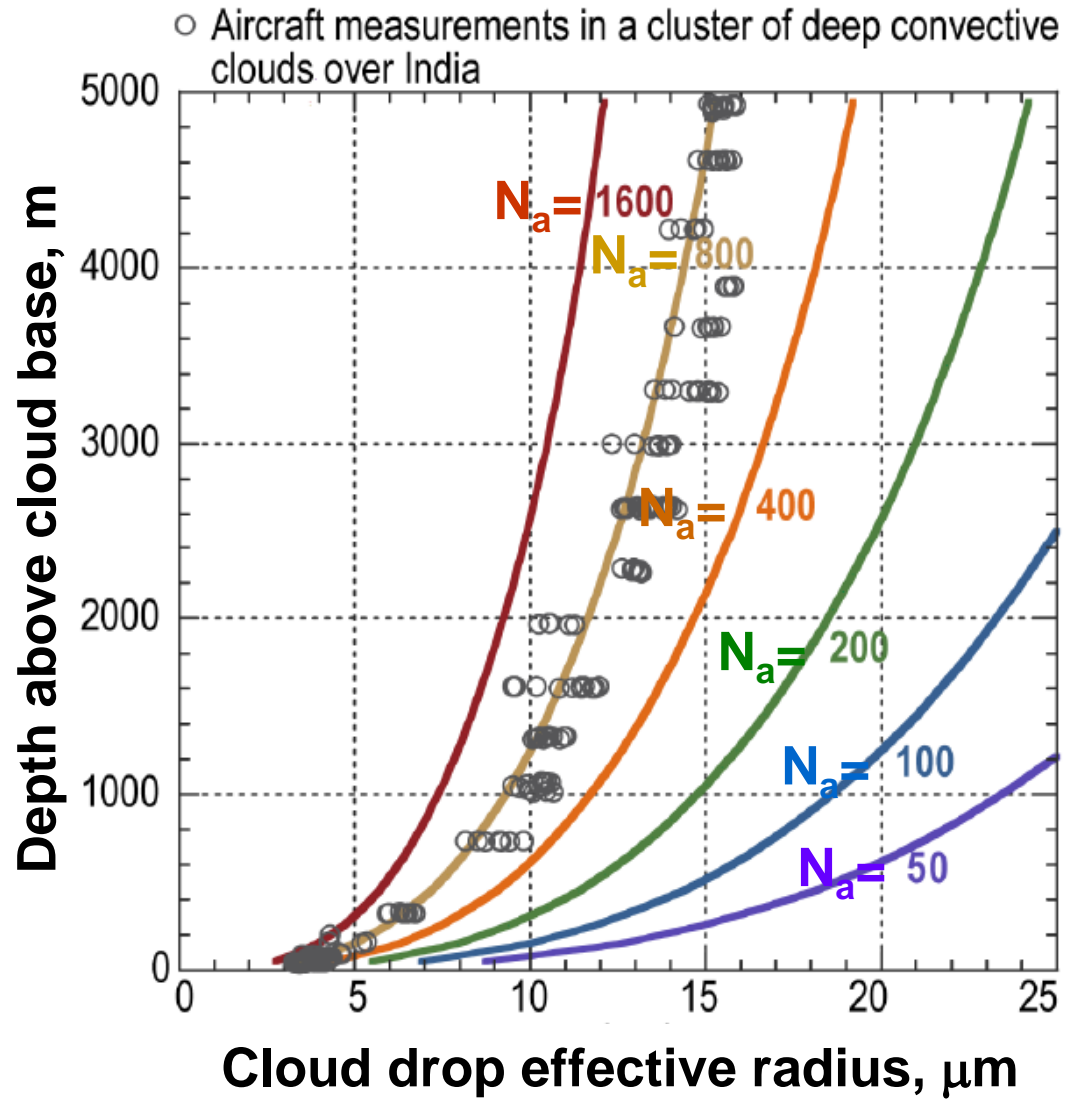 ○ Aircraft measurements in a cluster of deep convective
clouds over India
5000
4000
3000
2000
1000
0
Depth above cloud base, m
Na= 1600
Na= 800
Na= 400
Na= 200
Na= 100
Na= 50
0 5 10 15 20 25
Cloud drop effective radius, μm